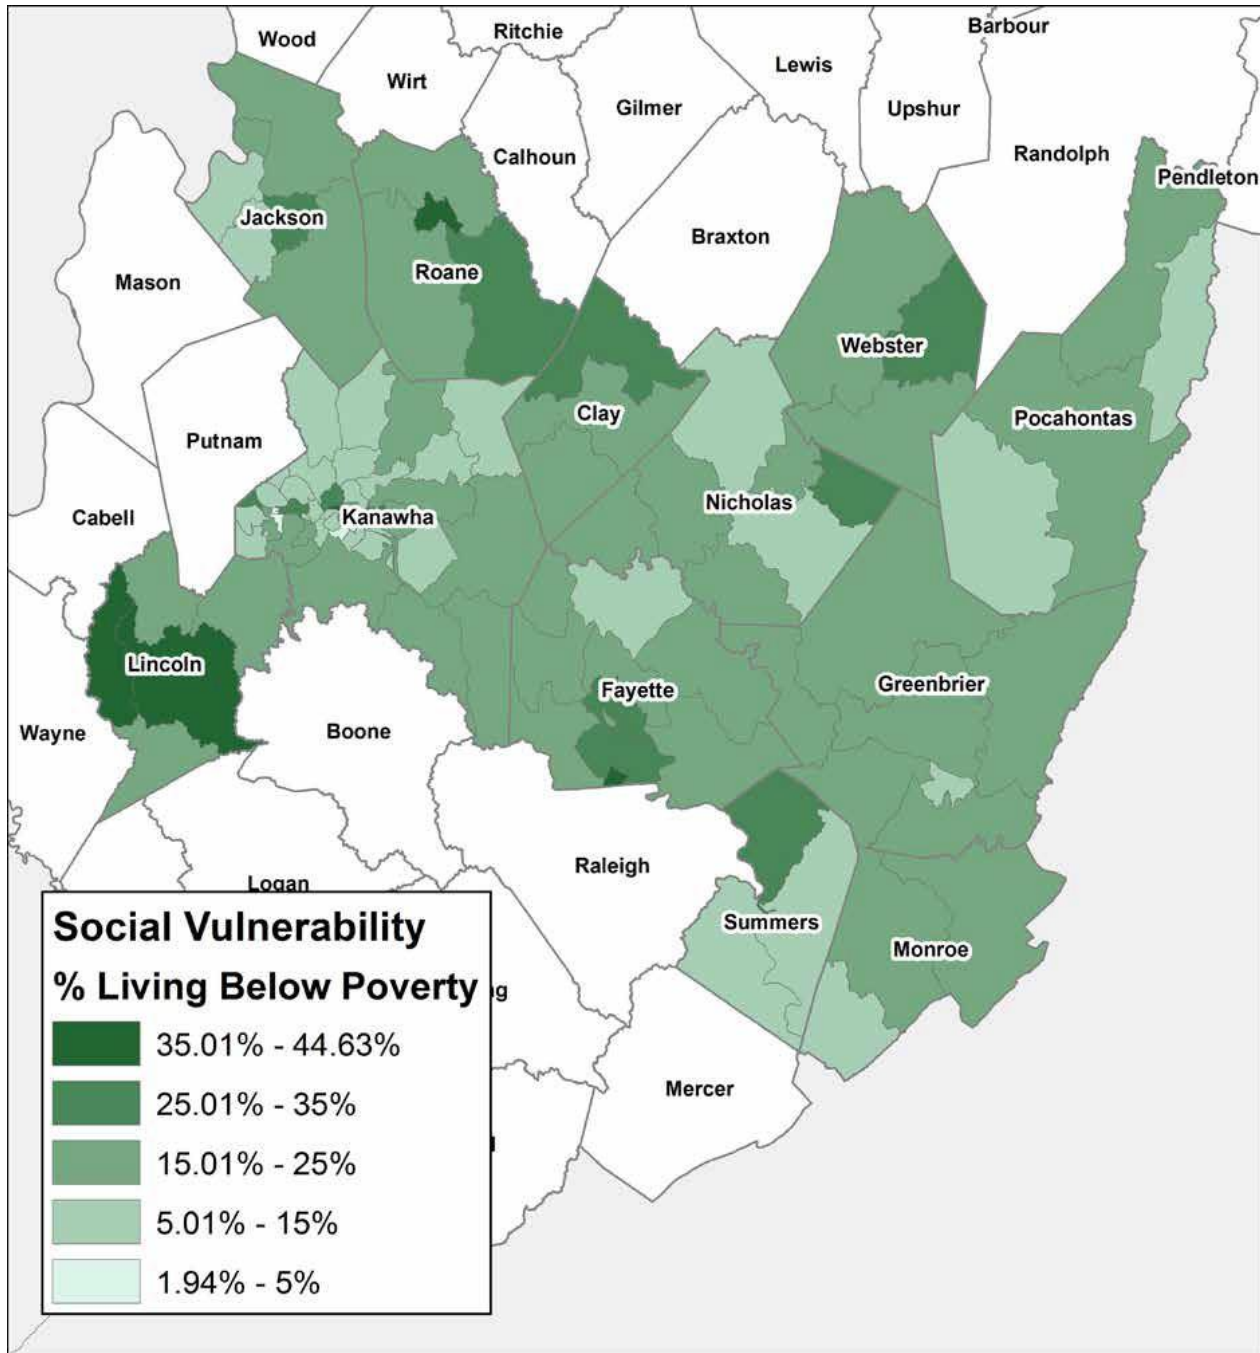 Wood
Ritchie
Barbour
Lewis
Wirt
Gilmer
Upshur
Calhoun
Randolph
Pendleton
Jackson
Braxton
Roane
Mason
Webster
Clay
Pocahontas
Putnam
Nicholas
Cabell
Kanawha
Lincoln
Fayette
Greenbrier
Wayne
Boone
Raleigh
Logan
Summers
Monroe
Mercer
Social Vulnerability
% Living Below Poverty
35.01% - 44.63%
25.01% - 35%
15.01% - 25%
5.01% - 15%
1.94% - 5%